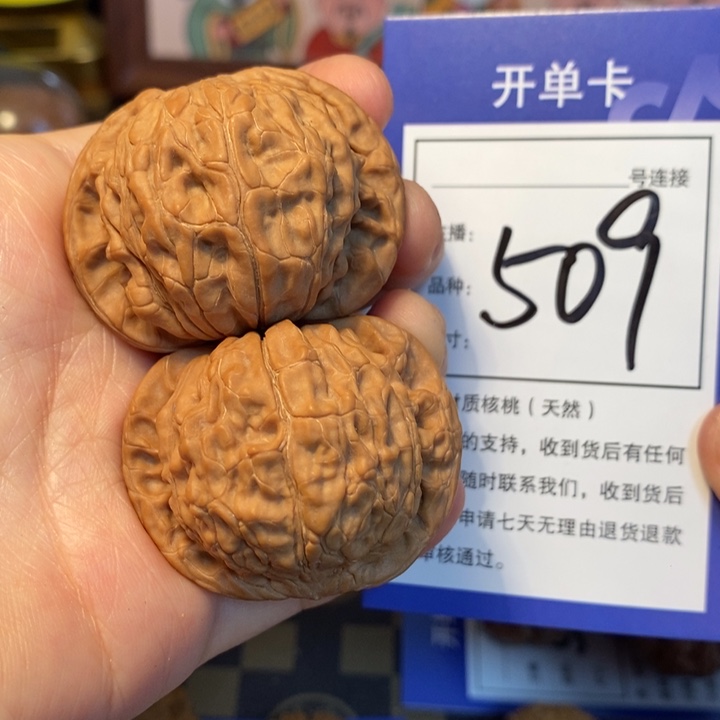 开单卡
号连接
播:
509
品种:
寸:
质核桃（天然）
的支持，收到货后有任何
随时联系我们，收到货后
申请七天无理由退货退款
审核通过。